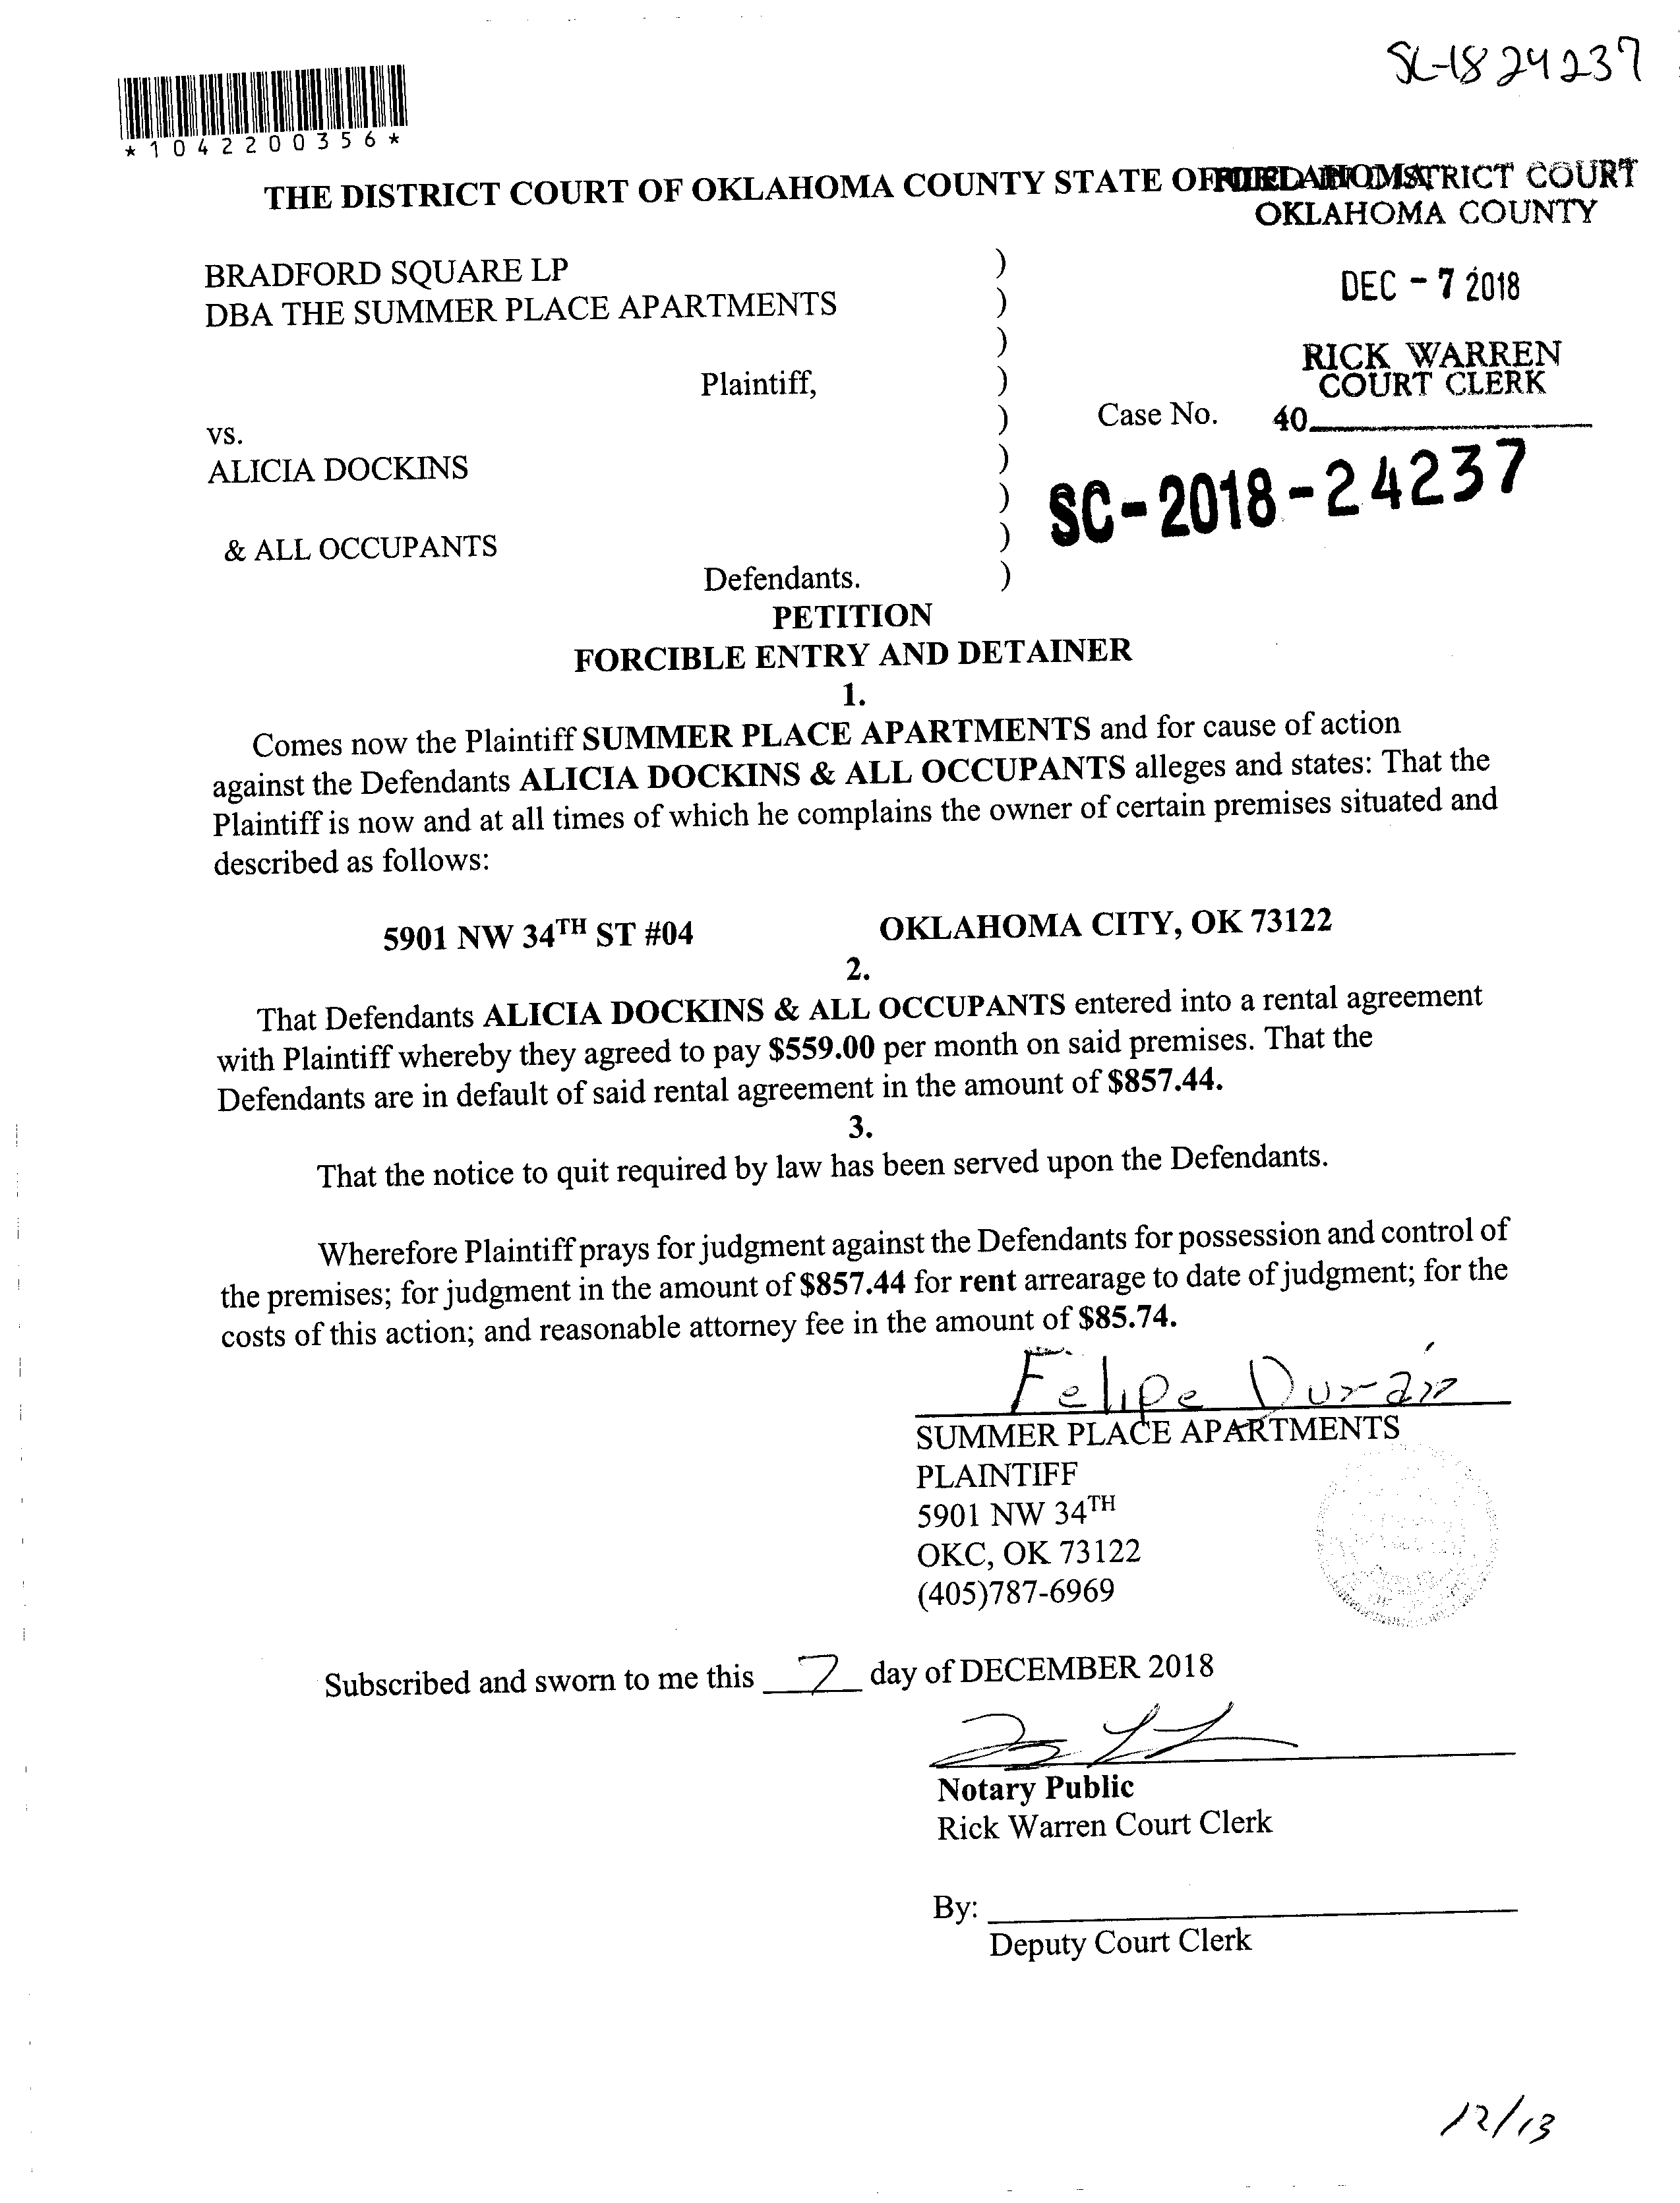 SC-18 24237
*1042200356*
THE DISTRICT COURT OF OKLAHOMA COUNTY STATE OF OKLAHOMA
FILED IN DISTRICT COURT
OKLAHOMA COUNTY
DEC - 7 2018
RICK WARREN
COURT CLERK
40
BRADFORD SQUARE LP )
DBA THE SUMMER PLACE APARTMENTS )
)
Plaintiff, )
) Case No.
vs.
ALICIA DOCKINS )
) SC-2018-24237
& ALL OCCUPANTS )
Defendants. )
PETITION
FORCIBLE ENTRY AND DETAINER
1.
Comes now the Plaintiff SUMMER PLACE APARTMENTS and for cause of action
against the Defendants ALICIA DOCKINS & ALL OCCUPANTS alleges and states: That the
Plaintiff is now and at all times of which he complains the owner of certain premises situated and
described as follows:
5901 NW 34TH ST #04 OKLAHOMA CITY, OK 73122
2.
That Defendants ALICIA DOCKINS & ALL OCCUPANTS entered into a rental agreement
with Plaintiff whereby they agreed to pay $559.00 per month on said premises. That the
Defendants are in default of said rental agreement in the amount of $857.44.
3.
That the notice to quit required by law has been served upon the Defendants.
Wherefore Plaintiff prays for judgment against the Defendants for possession and control of
the premises; for judgment in the amount of $857.44 for rent arrearage to date of judgment; for the
costs of this action; and reasonable attorney fee in the amount of $85.74.
Felipe Durán
SUMMER PLACE APARTMENTS
PLAINTIFF
5901 NW 34TH
OKC, OK 73122
(405)787-6969
Subscribed and sworn to me this 7 day of DECEMBER 2018
Notary Public
Rick Warren Court Clerk
By:
Deputy Court Clerk
12/13